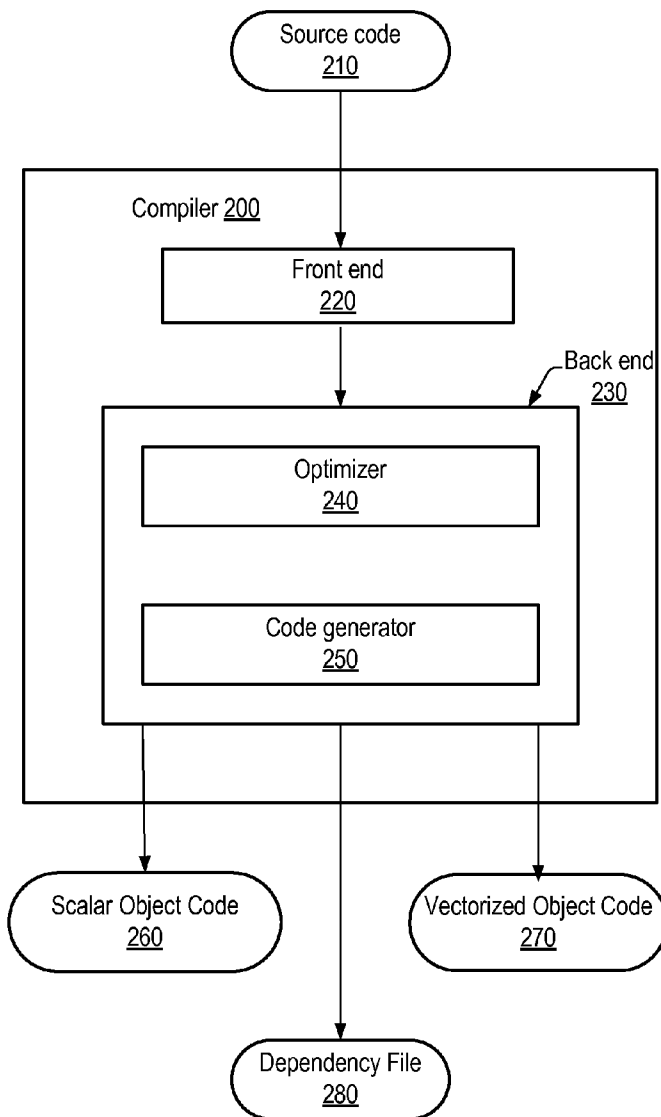 Source code
210
Compiler 200
Front end
220
Back end
230
Optimizer
240
Code generator
250
Scalar Object Code
260
Vectorized Object Code
270
Dependency File
280